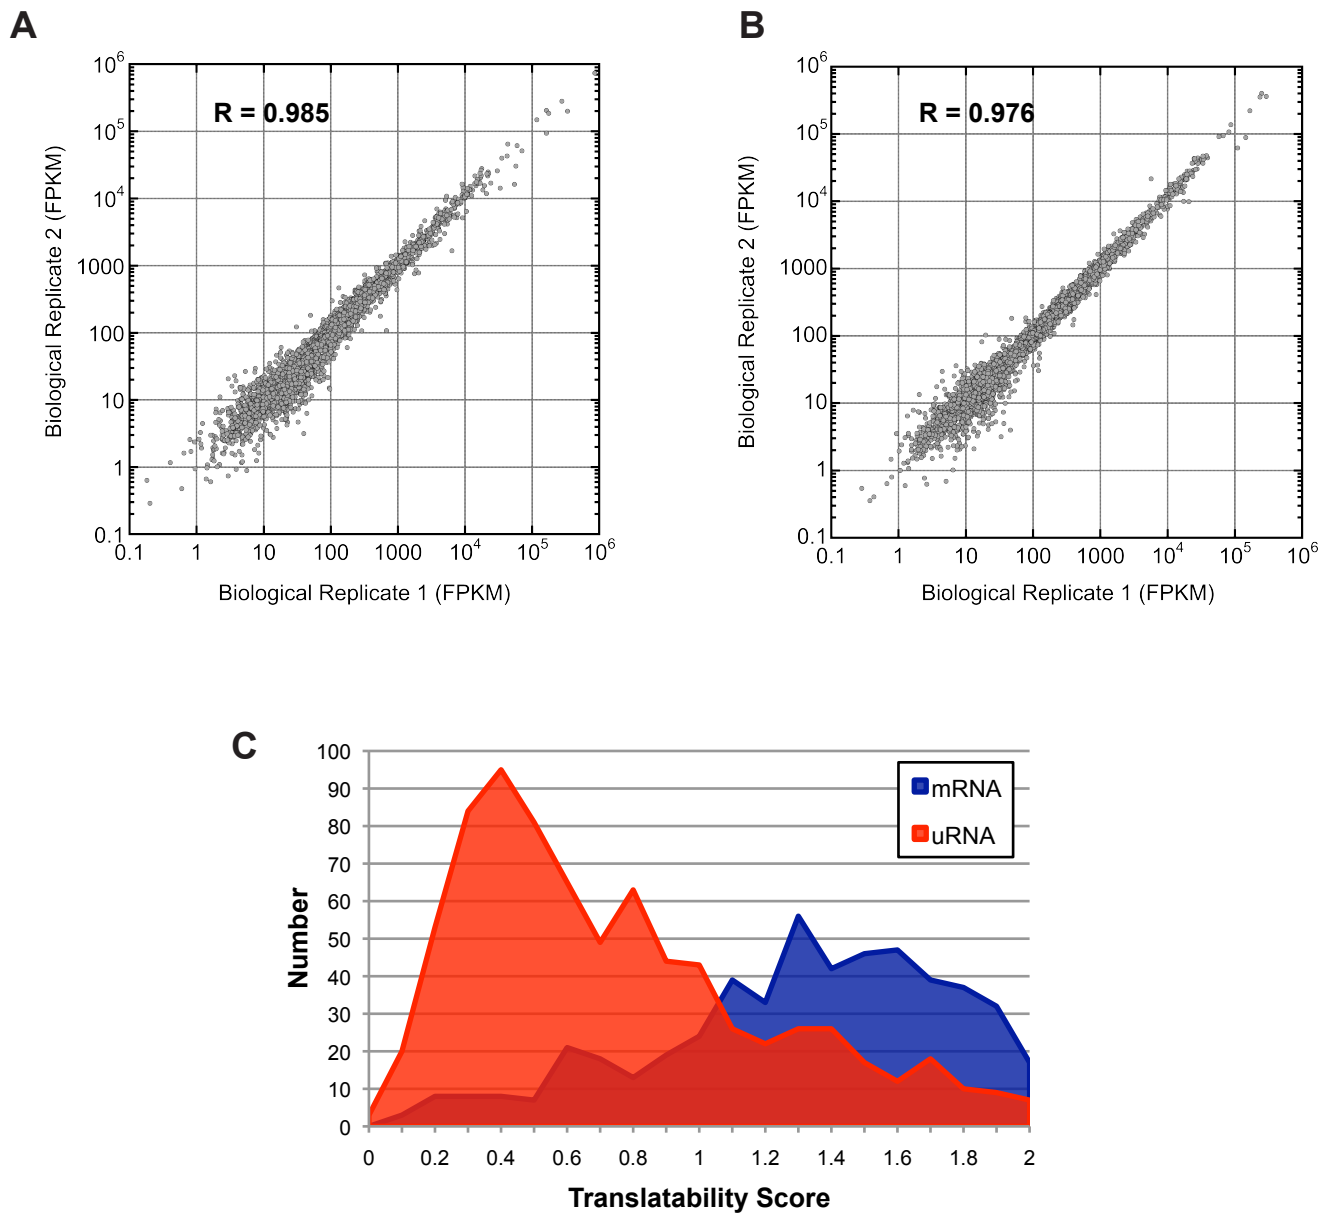 A
B
10^6
10^5
10^4
1000
100
10
1
0.1
Biological Replicate 2 (FPKM)
R = 0.985
0.1 1 10 100 1000 10^4 10^5 10^6
Biological Replicate 1 (FPKM)
10^6
10^5
10^4
1000
100
10
1
0.1
Biological Replicate 2 (FPKM)
R = 0.976
0.1 1 10 100 1000 10^4 10^5 10^6
Biological Replicate 1 (FPKM)
C
100
90
80
70
60
50
40
30
20
10
0
Number
mRNA
uRNA
0 0.2 0.4 0.6 0.8 1 1.2 1.4 1.6 1.8 2
Translatability Score